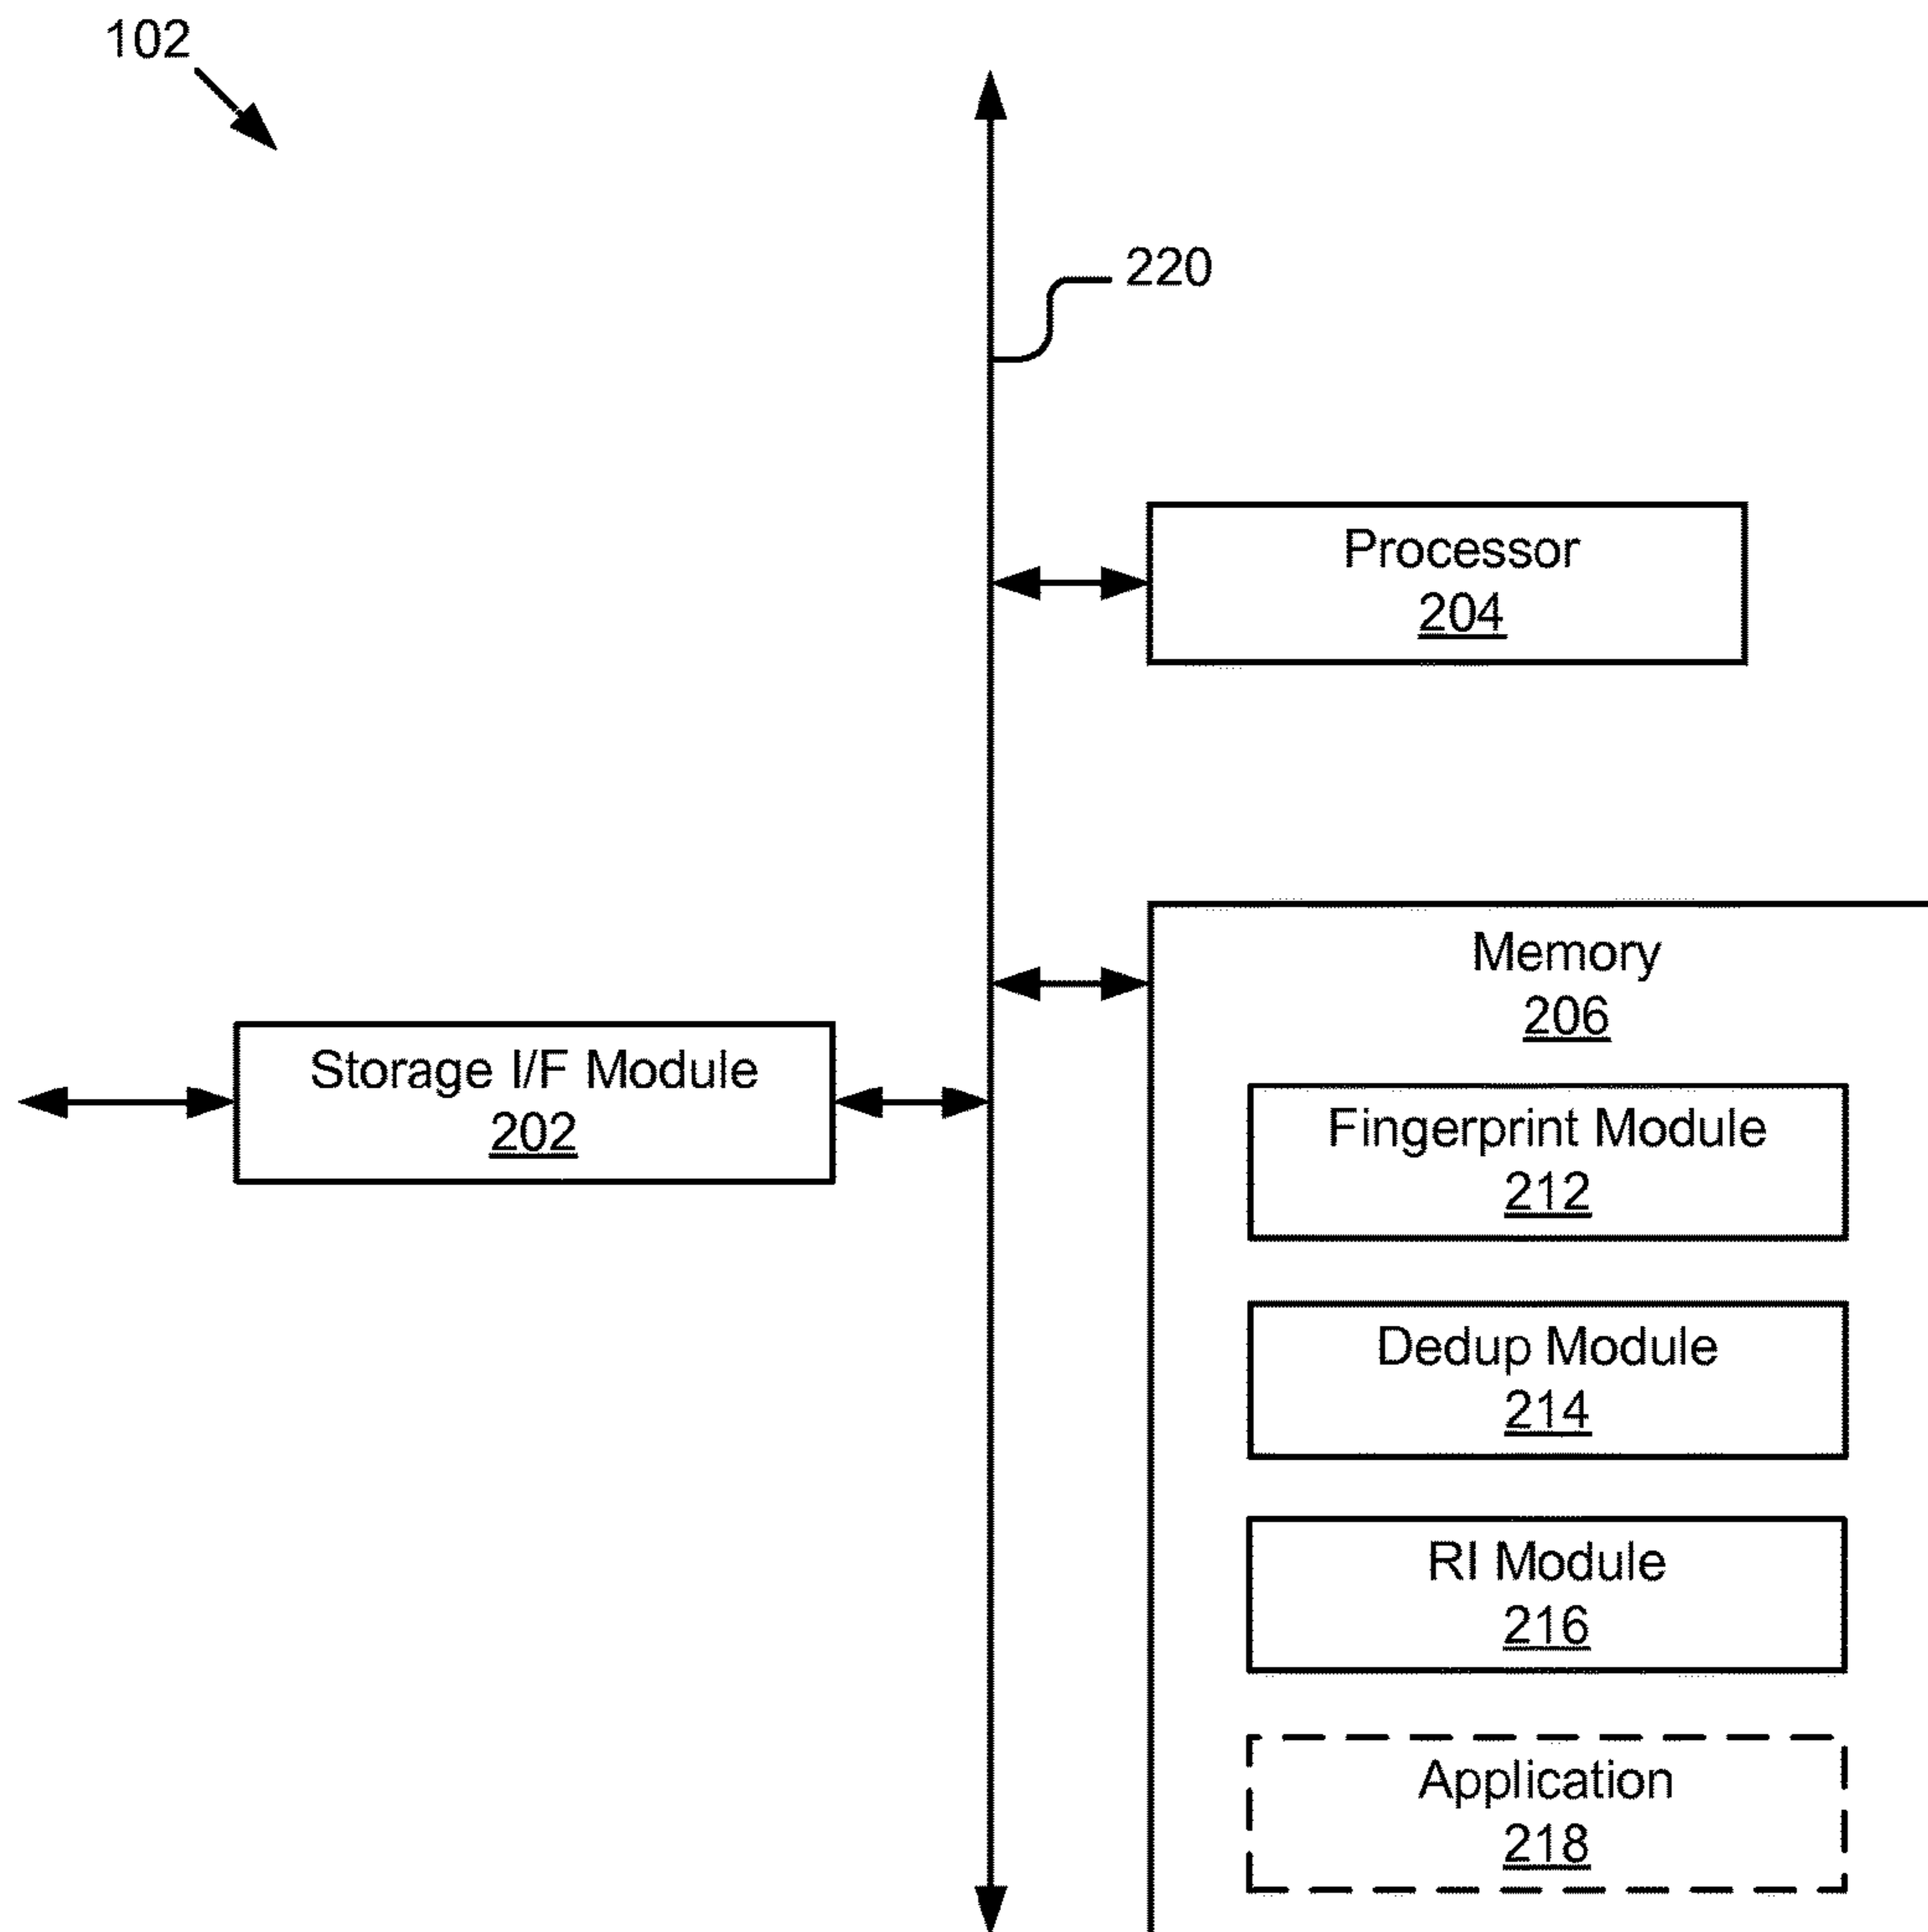 102
220
Processor
204
Memory
206
Storage I/F Module
202
Fingerprint Module
212
Dedup Module
214
RI Module
216
Application
218